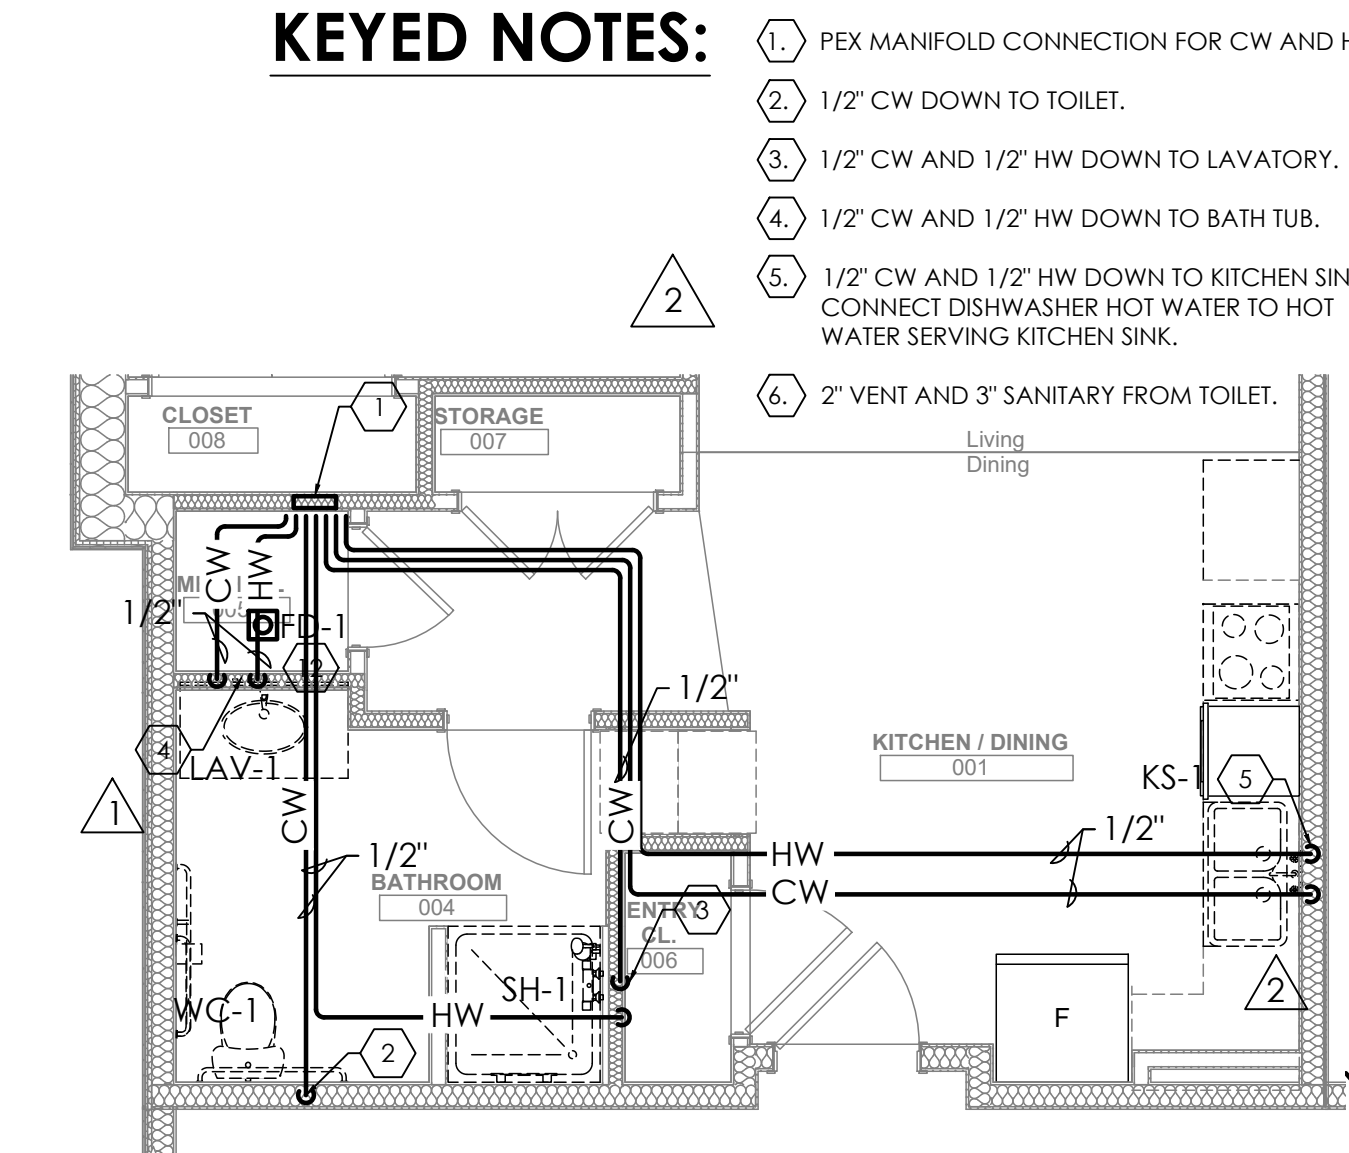 KEYED NOTES:
1. PEX MANIFOLD CONNECTION FOR CW AND H
2. 1/2" CW DOWN TO TOILET.
3. 1/2" CW AND 1/2" HW DOWN TO LAVATORY.
4. 1/2" CW AND 1/2" HW DOWN TO BATH TUB.
5. 1/2" CW AND 1/2" HW DOWN TO KITCHEN SIN
CONNECT DISHWASHER HOT WATER TO HOT
WATER SERVING KITCHEN SINK.
2
6. 2" VENT AND 3" SANITARY FROM TOILET.
CLOSET
008
1
STORAGE
007
Living
Dining
CW
HW
1/2"
005
FD-1
12
4
LAV-1
1
1/2"
KITCHEN / DINING
001
KS-1
5
CW
CW
1/2"
1/2"
HW
CW
BATHROOM
004
ENTRY
CL.
006
3
SH-1
WC-1
HW
2
2
F